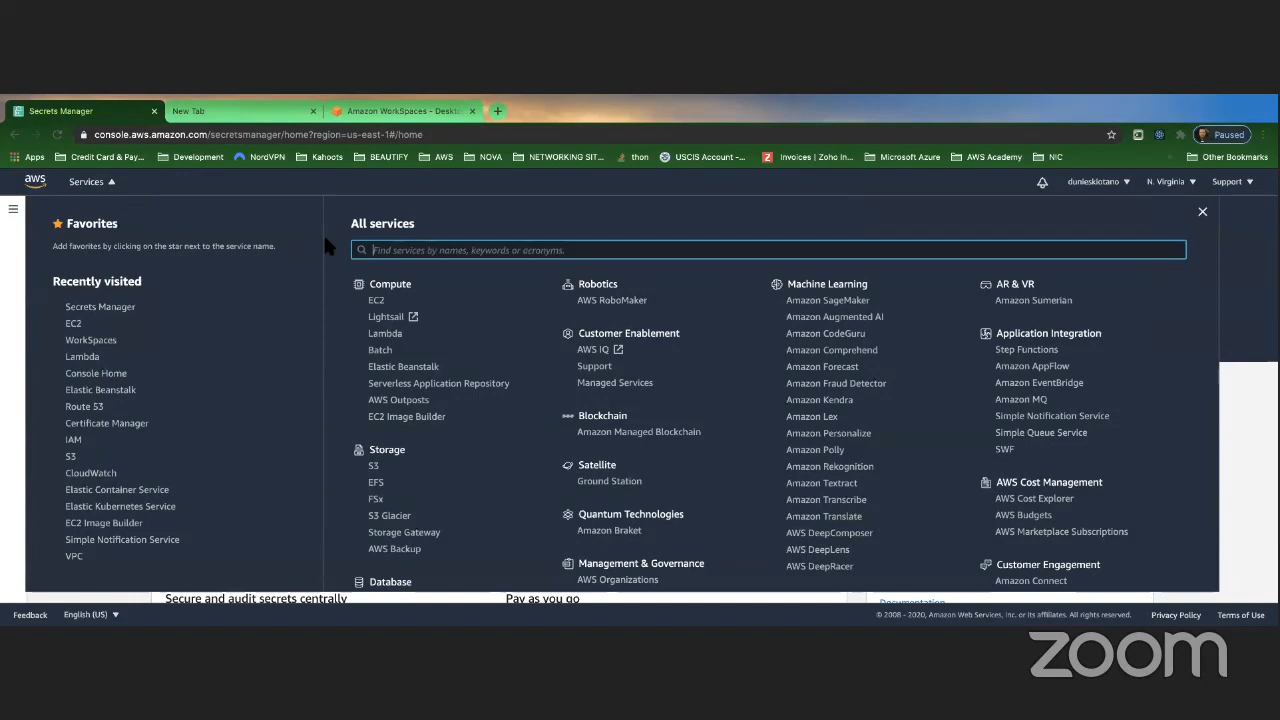 Secrets Manager
New Tab
Amazon WorkSpaces - Deskto
console.aws.amazon.com/secretsmanager/home?region=us-east-1#/home
Paused
Apps
Credit Card & Pay...
Development
NordVPN
Kahoots
BEAUTIFY
AWS
NOVA
NETWORKING SIT...
thon
USCIS Account -...
Invoices | Zoho In...
Microsoft Azure
AWS Academy
NIC
Other Bookmarks
aws
Services
duniesklotano
N. Virginia
Support
Favorites
Add favorites by clicking on the star next to the service name.
Recently visited
Secrets Manager
EC2
WorkSpaces
Lambda
Console Home
Elastic Beanstalk
Route 53
Certificate Manager
IAM
S3
CloudWatch
Elastic Container Service
Elastic Kubernetes Service
EC2 Image Builder
Simple Notification Service
VPC
All services
Find services by names, keywords or acronyms.
Compute
EC2
Lightsail
Lambda
Batch
Elastic Beanstalk
Serverless Application Repository
AWS Outposts
EC2 Image Builder
Storage
S3
EFS
FSx
S3 Glacier
Storage Gateway
AWS Backup
Database
Robotics
AWS RoboMaker
Customer Enablement
AWS IQ
Support
Managed Services
Blockchain
Amazon Managed Blockchain
Satellite
Ground Station
Quantum Technologies
Amazon Braket
Management & Governance
AWS Organizations
Machine Learning
Amazon SageMaker
Amazon Augmented AI
Amazon CodeGuru
Amazon Comprehend
Amazon Forecast
Amazon Fraud Detector
Amazon Kendra
Amazon Lex
Amazon Personalize
Amazon Polly
Amazon Rekognition
Amazon Textract
Amazon Transcribe
Amazon Translate
AWS DeepComposer
AWS DeepLens
AWS DeepRacer
AR & VR
Amazon Sumerian
Application Integration
Step Functions
Amazon AppFlow
Amazon EventBridge
Amazon MQ
Simple Notification Service
Simple Queue Service
SWF
AWS Cost Management
AWS Cost Explorer
AWS Budgets
AWS Marketplace Subscriptions
Customer Engagement
Amazon Connect
Secure and audit secrets centrally
Pay as you go
Documentation
Feedback
English (US)
© 2008 - 2020, Amazon Web Services, Inc. or its affiliates. All rights reserved.
Privacy Policy
Terms of Use
zoom